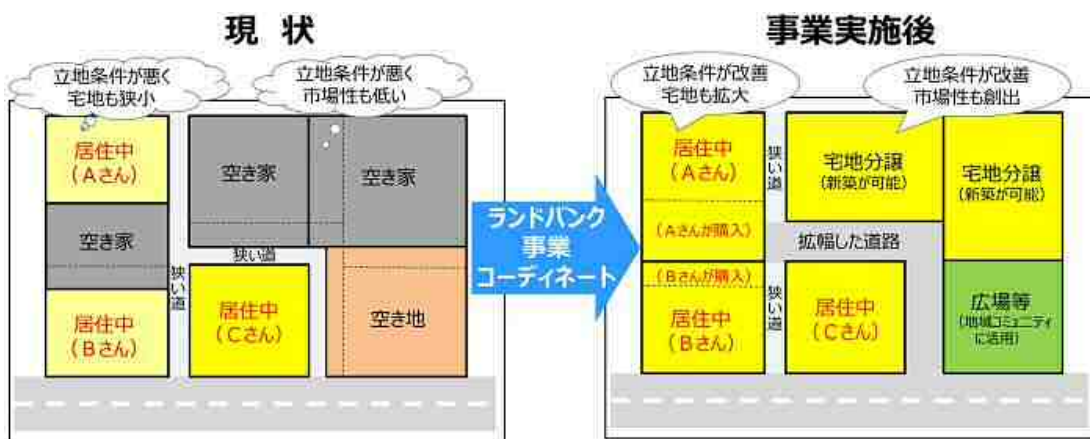 現 状
立地条件が悪く
宅地も狭小
立地条件が悪く
市場性も低い
居住中
(Aさん)
空き家
居住中
(Bさん)
狭い道
空き家
空き家
狭い道
居住中
(Cさん)
空き地
ランドバンク
事業
コーディネート
事業実施後
立地条件が改善
宅地も拡大
立地条件が改善
市場性も創出
居住中
(Aさん)
(Aさんが購入)
(Bさんが購入)
居住中
(Bさん)
狭い道
狭い道
宅地分譲
(新築が可能)
宅地分譲
(新築が可能)
拡幅した道路
居住中
(Cさん)
広場等
(地域コミュニティ
に活用)